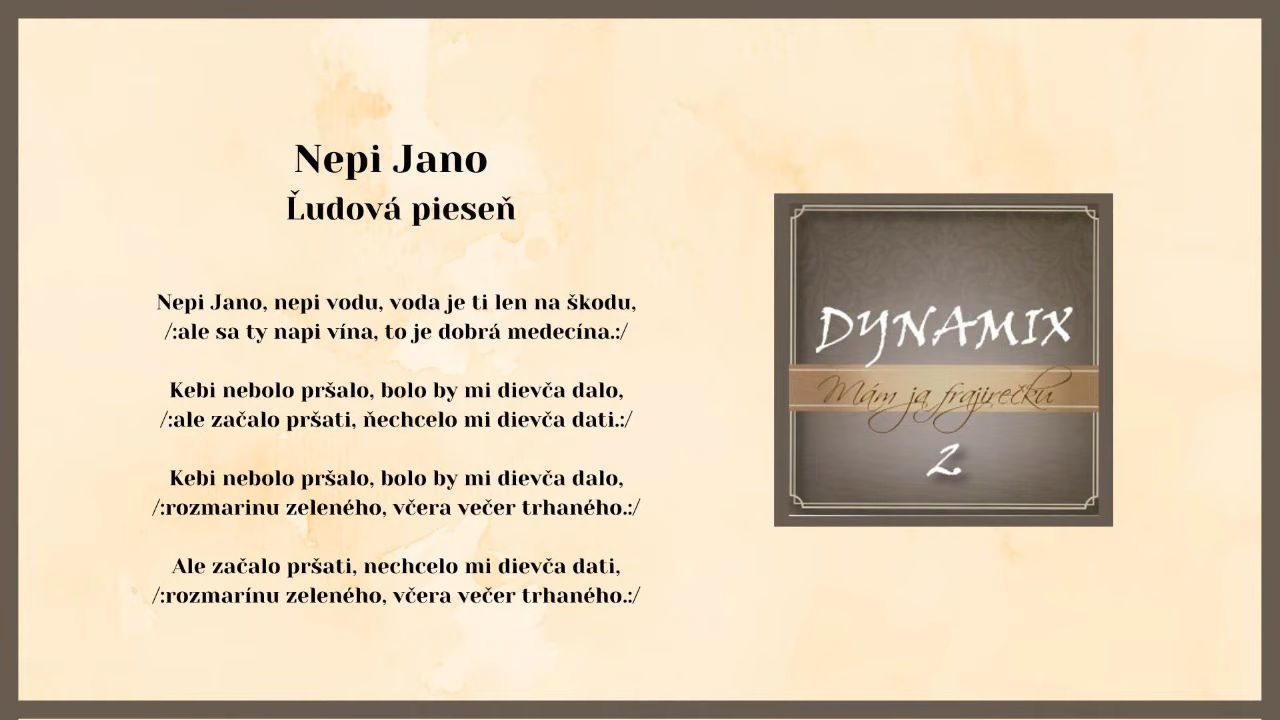 Nepi Jano
Ľudová pieseň
Nepi Jano, nepi vodu, voda je ti len na škodu,
/:ale sa ty napi vína, to je dobrá medecína.:/
Kebi nebolo pršalo, bolo by mi dievča dalo,
/:ale začalo pršati, ňechcelo mi dievča dati.:/
Kebi nebolo pršalo, bolo by mi dievča dalo,
/:rozmarinu zeleného, včera večer trhaného.:/
Ale začalo pršati, nechcelo mi dievča dati,
/:rozmarínu zeleného, včera večer trhaného.:/
DYNAMIX
Mám ja frajirečku
2